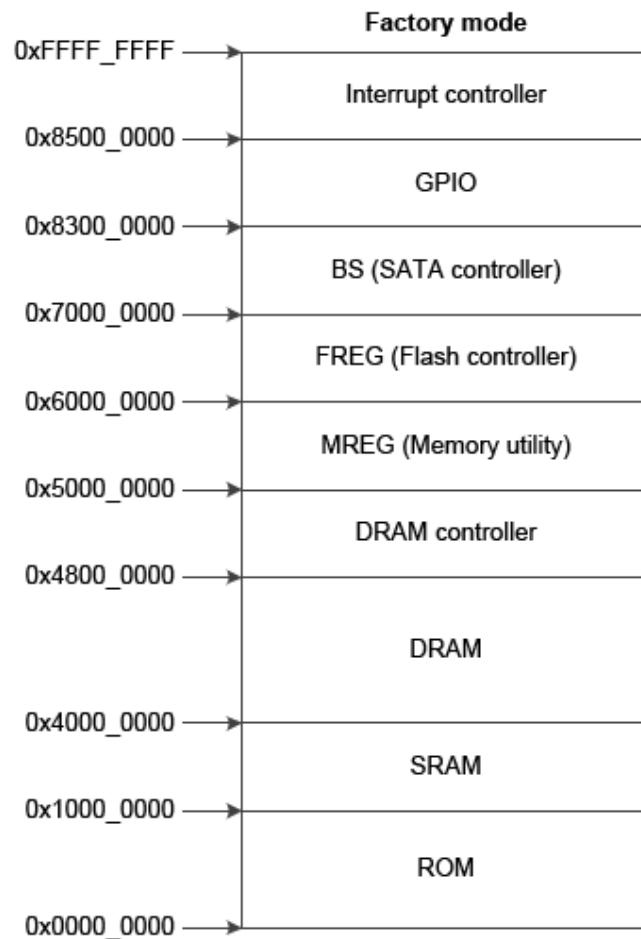 Factory mode
0xFFFF_FFFF
Interrupt controller
0x8500_0000
GPIO
0x8300_0000
BS (SATA controller)
0x7000_0000
FREG (Flash controller)
0x6000_0000
MREG (Memory utility)
0x5000_0000
DRAM controller
0x4800_0000
DRAM
0x4000_0000
SRAM
0x1000_0000
ROM
0x0000_0000